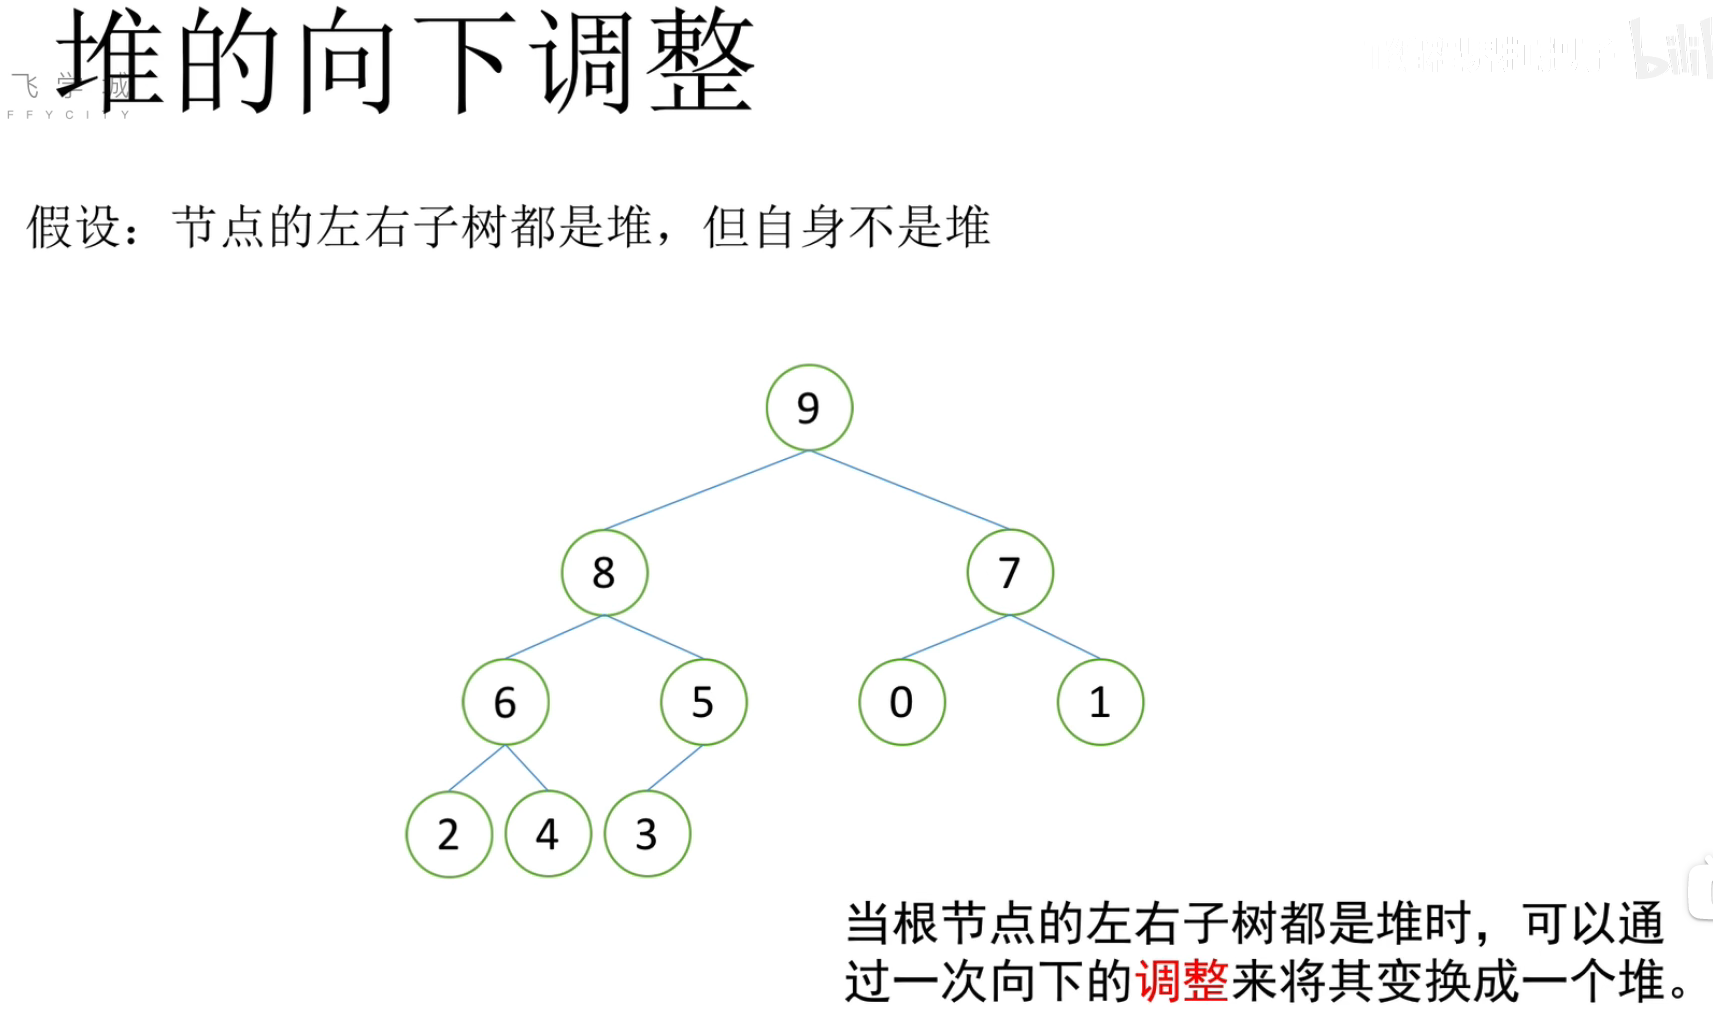 堆的向下调整
飞学城
FFYCITY
bilibili
假设：节点的左右子树都是堆，但自身不是堆
9
8 7
6 5 0 1
2 4 3
当根节点的左右子树都是堆时，可以通
过一次向下的调整来将其变换成一个堆。